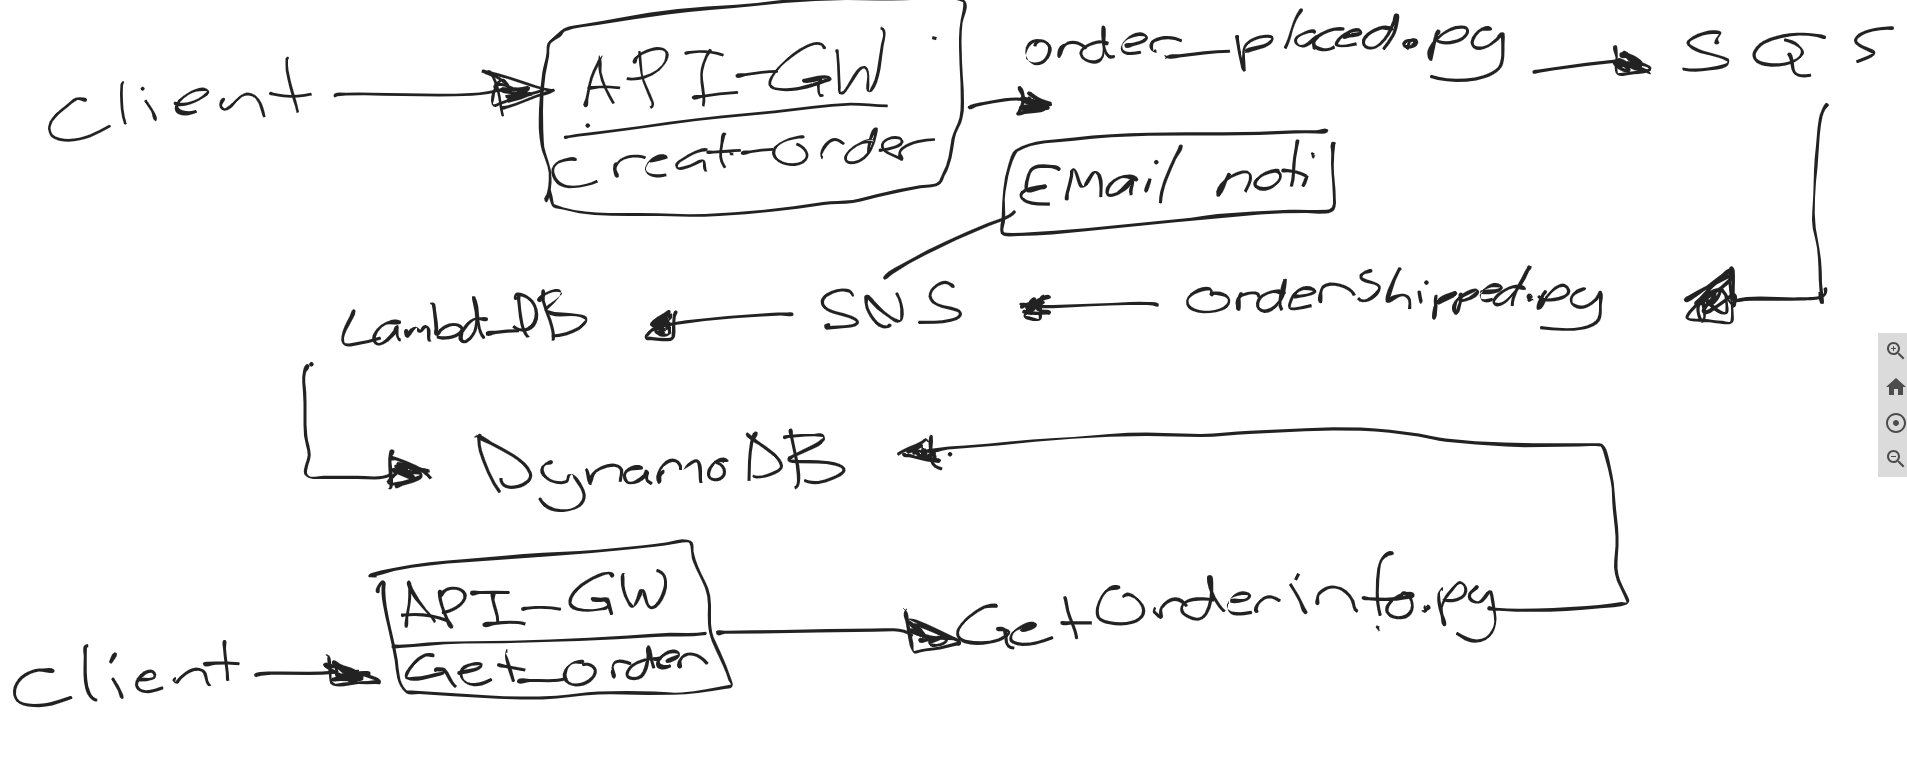 client
API-GW
creat-order
order_placed.py
SQS
EMail noti
Lambd_DB
SNS
orderShipped.py
DynamoDB
client
API-GW
Get_order
GetOrderinfo.py